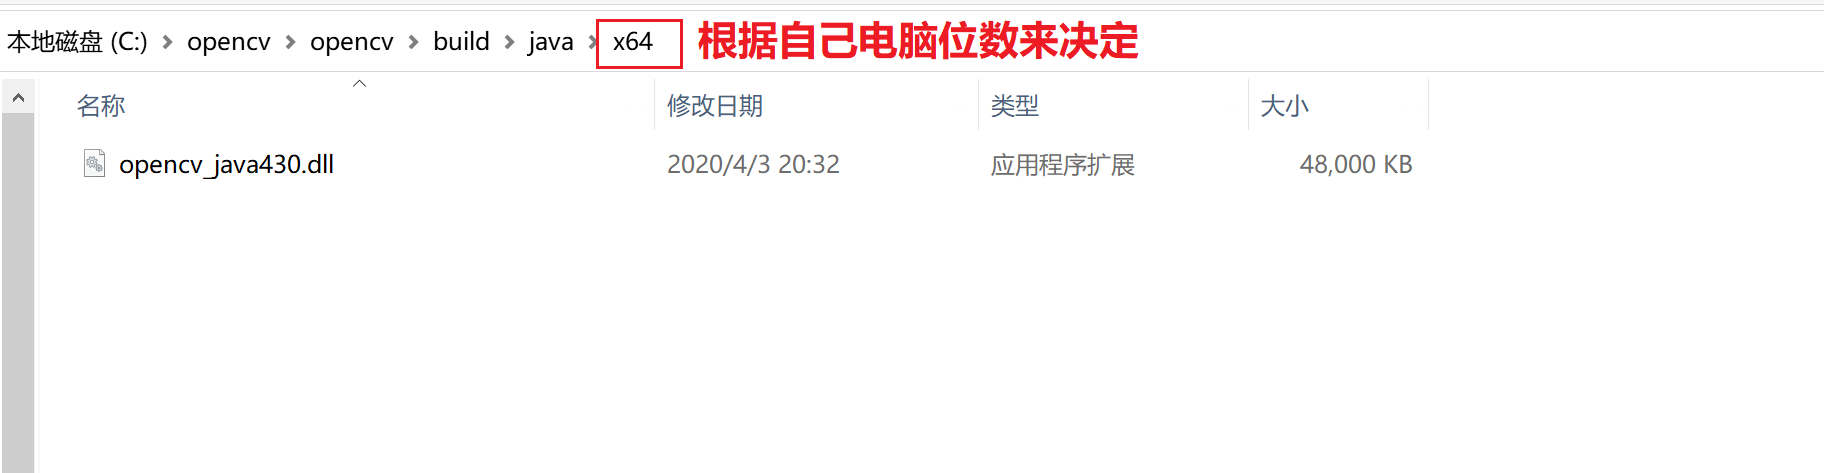 本地磁盘 (C:) > opencv > opencv > build > java > x64 根据自己电脑位数来决定
名称 修改日期 类型 大小
opencv_java430.dll 2020/4/3 20:32 应用程序扩展 48,000 KB